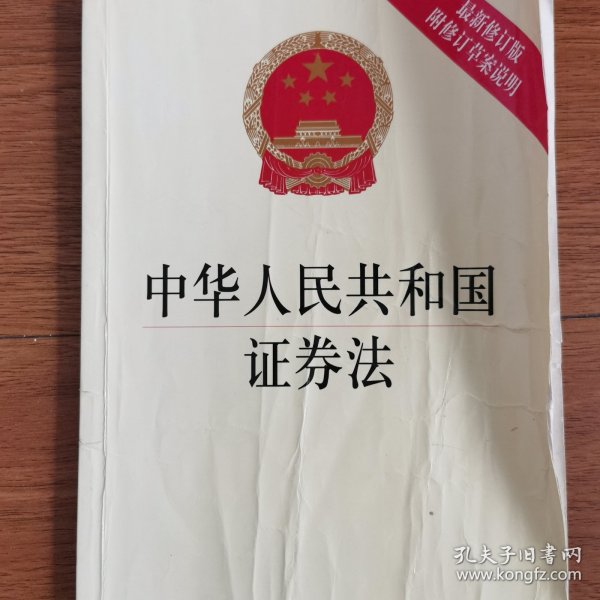 最新修订版
附修订草案说明
中华人民共和国
证券法
孔夫子旧書网
www.kongfz.com